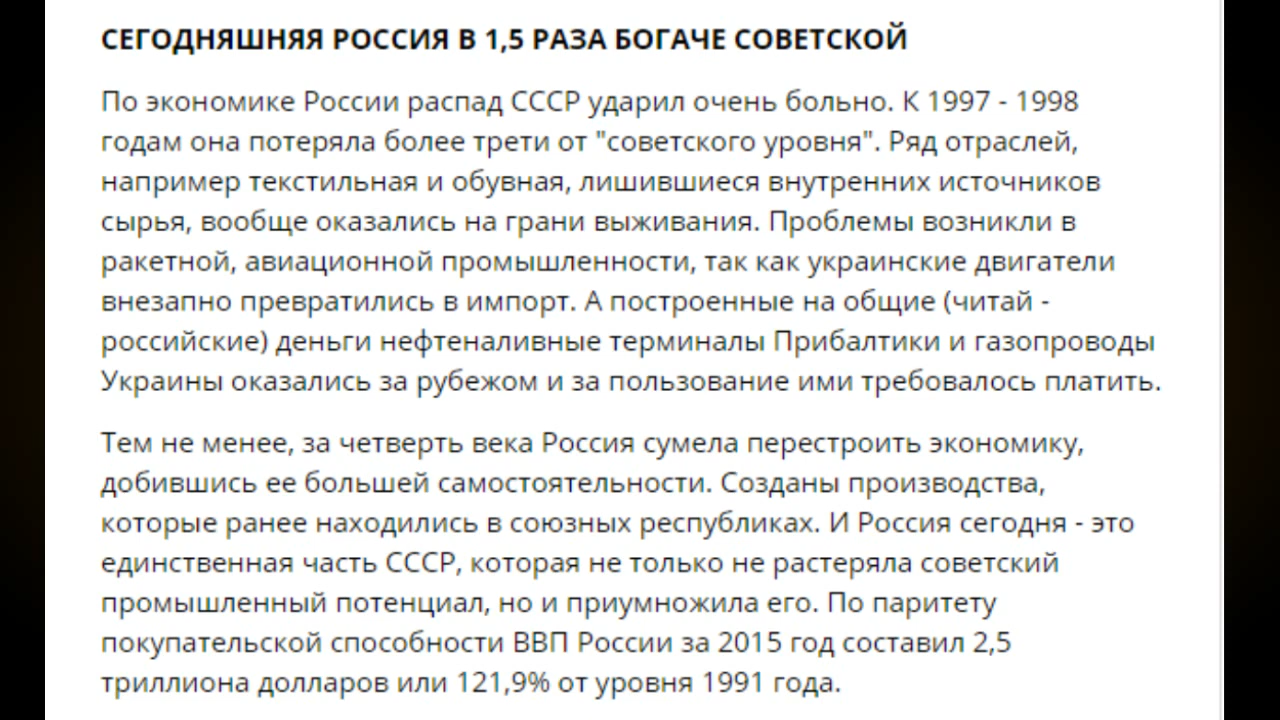 СЕГОДНЯШНЯЯ РОССИЯ В 1,5 РАЗА БОГАЧЕ СОВЕТСКОЙ
По экономике России распад СССР ударил очень больно. К 1997 - 1998
годам она потеряла более трети от "советского уровня". Ряд отраслей,
например текстильная и обувная, лишившиеся внутренних источников
сырья, вообще оказались на грани выживания. Проблемы возникли в
ракетной, авиационной промышленности, так как украинские двигатели
внезапно превратились в импорт. А построенные на общие (читай -
российские) деньги нефтеналивные терминалы Прибалтики и газопроводы
Украины оказались за рубежом и за пользование ими требовалось платить.
Тем не менее, за четверть века Россия сумела перестроить экономику,
добившись ее большей самостоятельности. Созданы производства,
которые ранее находились в союзных республиках. И Россия сегодня - это
единственная часть СССР, которая не только не растеряла советский
промышленный потенциал, но и приумножила его. По паритету
покупательской способности ВВП России за 2015 год составил 2,5
триллиона долларов или 121,9% от уровня 1991 года.